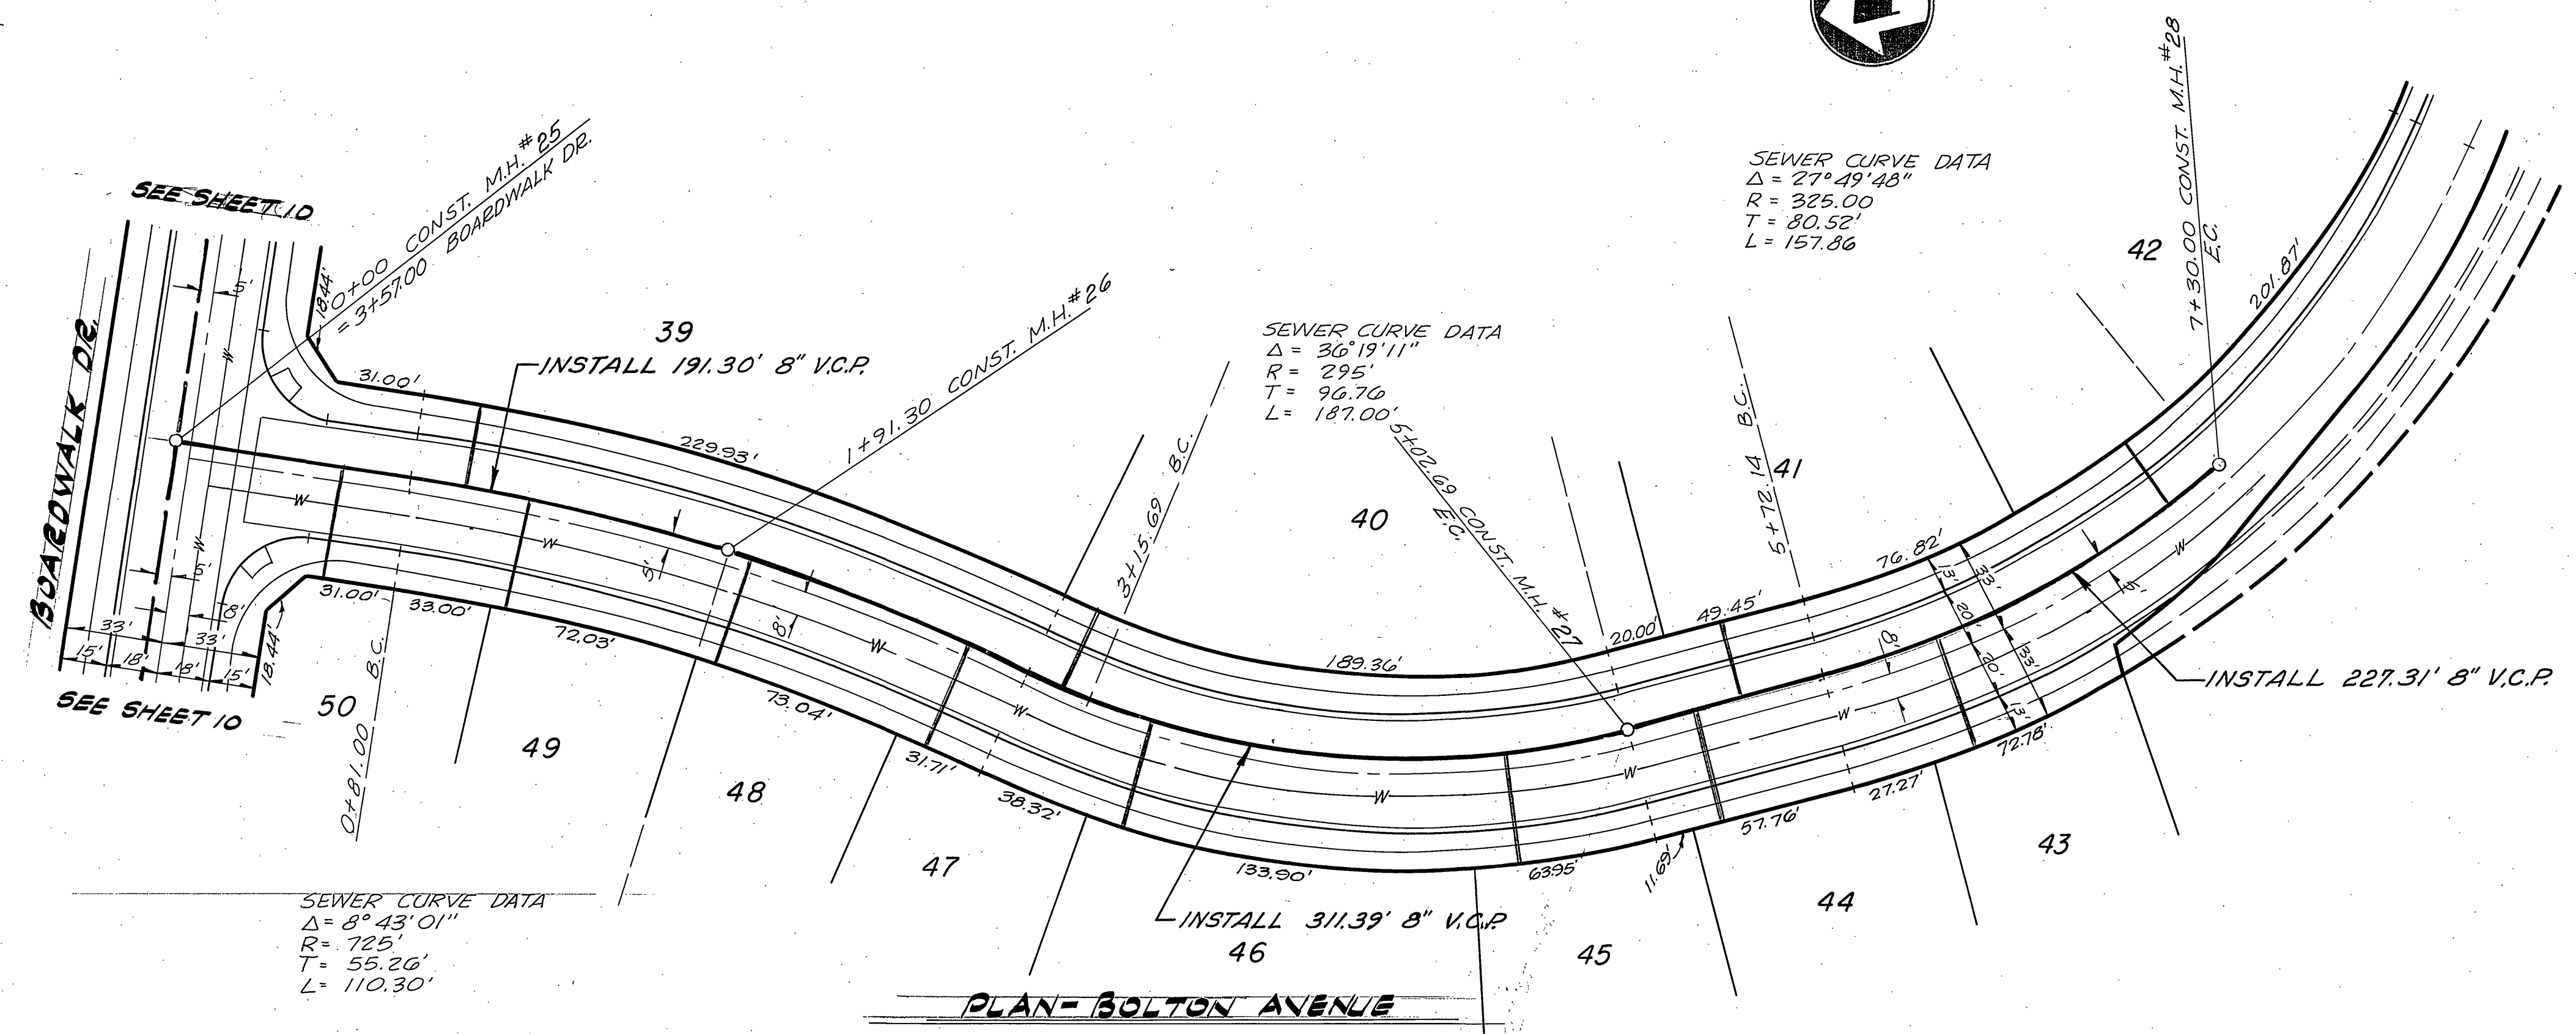 SEE SHEET 10
0+00 CONST. M.H. #25
= 3+57.00 BOARDWALK DR.
18.44'
5'
BOARDWALK DR.
31.00'
39
INSTALL 191.30' 8" V.C.P.
229.93'
1+91.30 CONST. M.H. #26
3+15.69 B.C.
SEWER CURVE DATA
Δ = 36°19'11"
R = 295'
T = 96.76
L = 187.00'
40
5+02.69 CONST. M.H. #27
E.C.
189.36'
20.00'
49.45'
5+72.14 B.C.
41
76.82'
SEWER CURVE DATA
Δ = 27°49'48"
R = 325.00
T = 80.52'
L = 157.86
42
7+30.00 CONST. M.H. #28
E.C.
201.87'
W
W
W
W
W
W
W
W
W
W
W
5'
8'
5'
8'
8'
5'
13'
33'
20'
20'
33'
13'
INSTALL 227.31' 8" V.C.P.
33'
33'
15'
18'
18'
15'
18.44'
SEE SHEET 10
31.00'
33.00'
72.03'
73.04'
31.71'
38.32'
133.90'
63.95'
11.69'
57.76'
27.27'
72.78'
50
0+81.00 B.C.
49
48
47
INSTALL 311.39' 8" V.C.P.
46
45
44
43
SEWER CURVE DATA
Δ = 8°43'01"
R = 725'
T = 55.26'
L = 110.30'
PLAN-BOLTON AVENUE